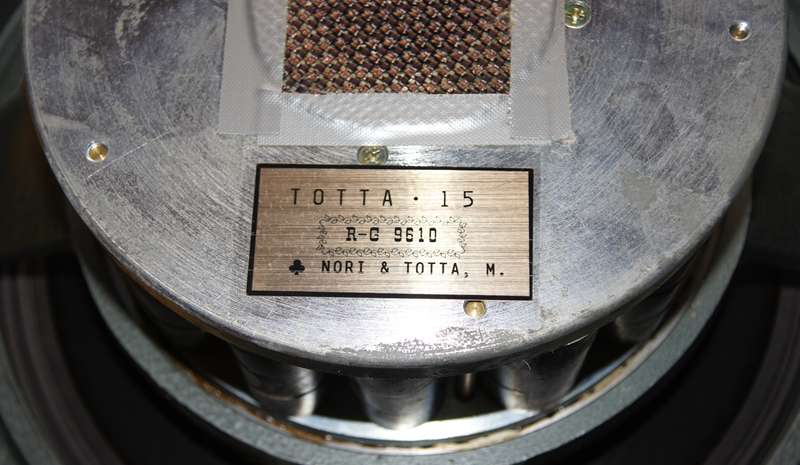 TOTTA · 15
R-G 9610
♣ NORI & TOTTA, M.